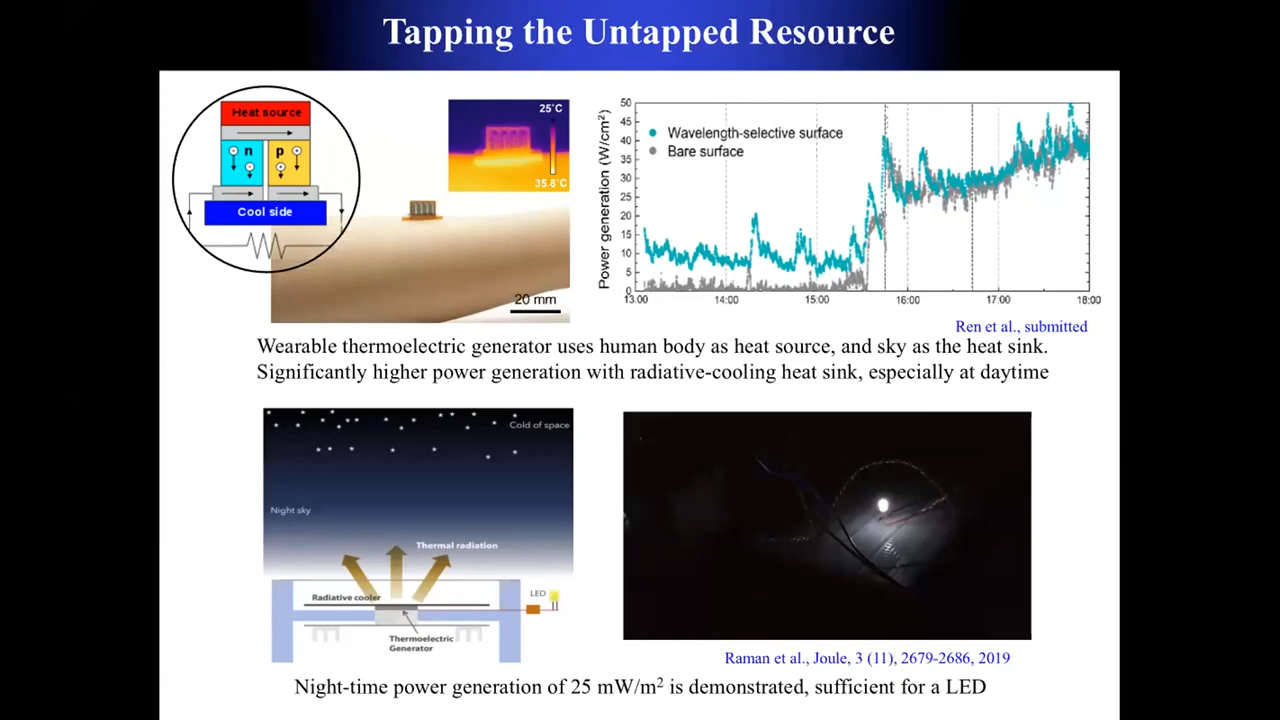 Tapping the Untapped Resource
Heat source
n
p
Cool side
25°C
35.8°C
20 mm
Power generation (W/cm²)
50
45
40
35
30
25
20
15
10
5
0
Wavelength-selective surface
Bare surface
13:00
14:00
15:00
16:00
17:00
18:00
Ren et al., submitted
Wearable thermoelectric generator uses human body as heat source, and sky as the heat sink.
Significantly higher power generation with radiative-cooling heat sink, especially at daytime
Cold of space
Night sky
Thermal radiation
Radiative cooler
LED
Thermoelectric
Generator
Raman et al., Joule, 3 (11), 2679-2686, 2019
Night-time power generation of 25 mW/m² is demonstrated, sufficient for a LED